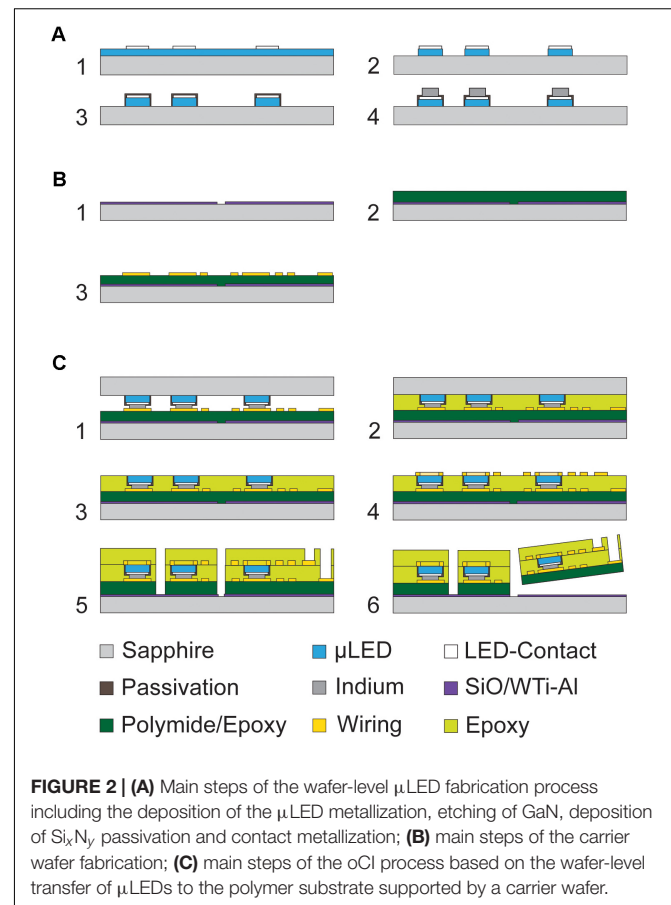 A
1 2
3 4
B
1 2
3
C
1 2
3 4
5 6
Sapphire μLED LED-Contact
Passivation Indium SiO/WTi-Al
Polymide/Epoxy Wiring Epoxy
FIGURE 2 | (A) Main steps of the wafer-level μLED fabrication process
including the deposition of the μLED metallization, etching of GaN, deposition
of SixNy passivation and contact metallization; (B) main steps of the carrier
wafer fabrication; (C) main steps of the oCI process based on the wafer-level
transfer of μLEDs to the polymer substrate supported by a carrier wafer.